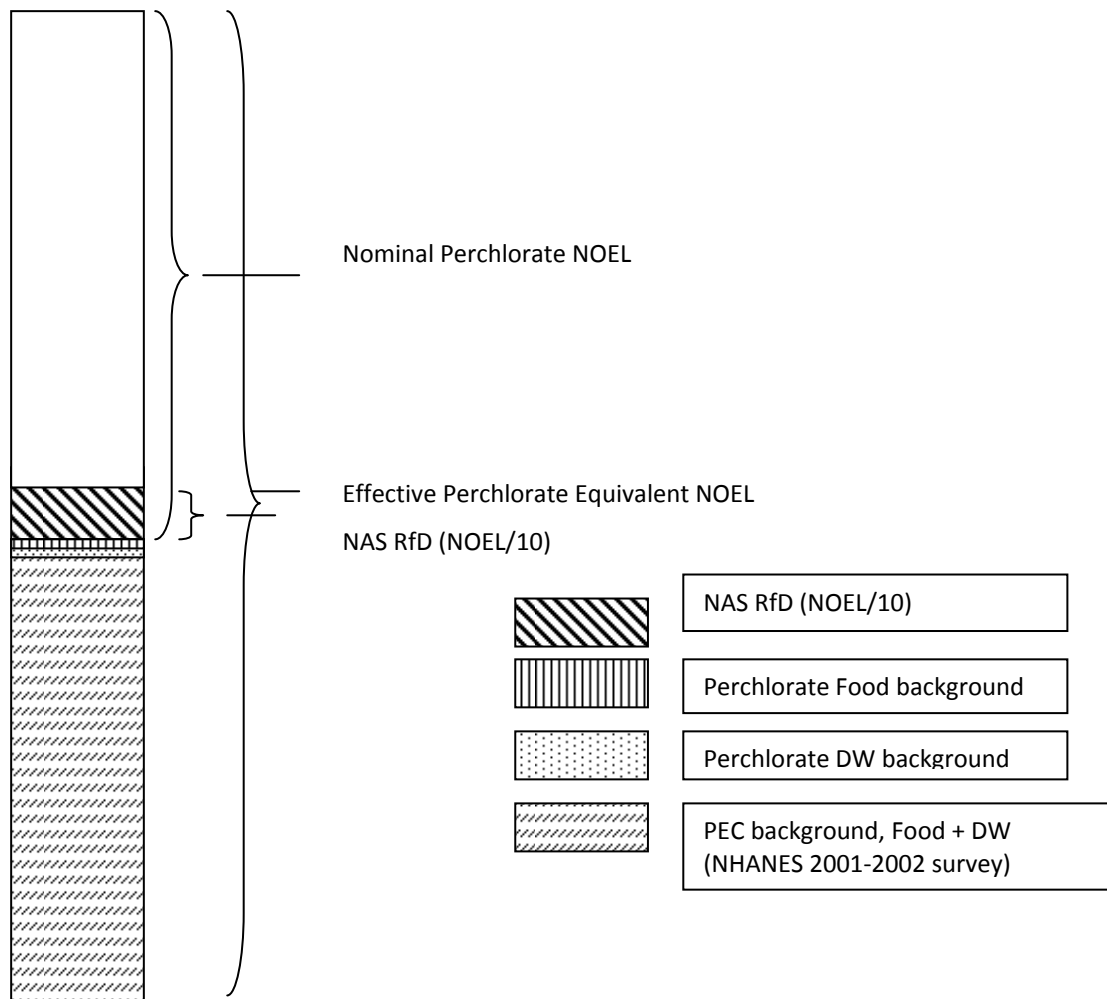 Nominal Perchlorate NOEL
Effective Perchlorate Equivalent NOEL
NAS RfD (NOEL/10)
NAS RfD (NOEL/10)
Perchlorate Food background
Perchlorate DW background
PEC background, Food + DW
(NHANES 2001-2002 survey)